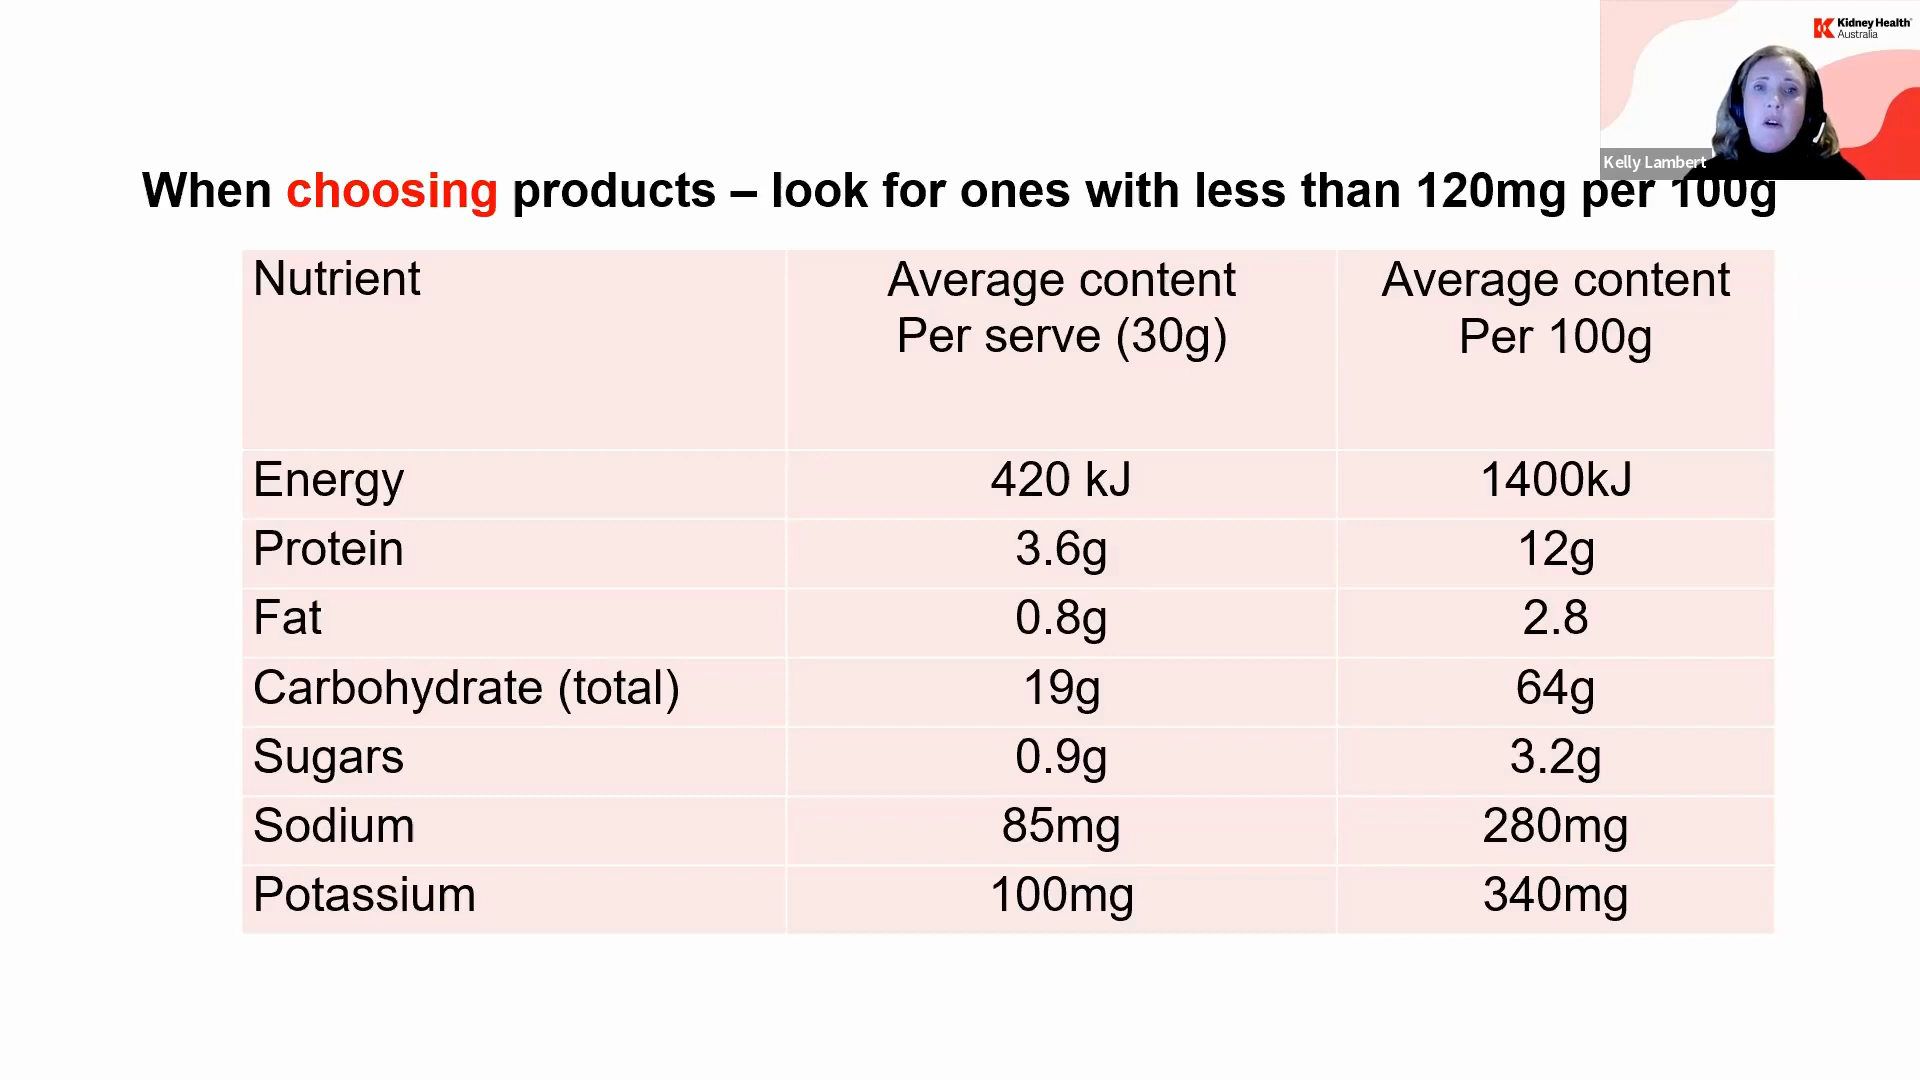 Kidney Health
Australia
Kelly Lambert
When choosing products – look for ones with less than 120mg per 100g
Nutrient
Average content
Per serve (30g)
Average content
Per 100g
Energy 420 kJ 1400kJ
Protein 3.6g 12g
Fat 0.8g 2.8
Carbohydrate (total) 19g 64g
Sugars 0.9g 3.2g
Sodium 85mg 280mg
Potassium 100mg 340mg